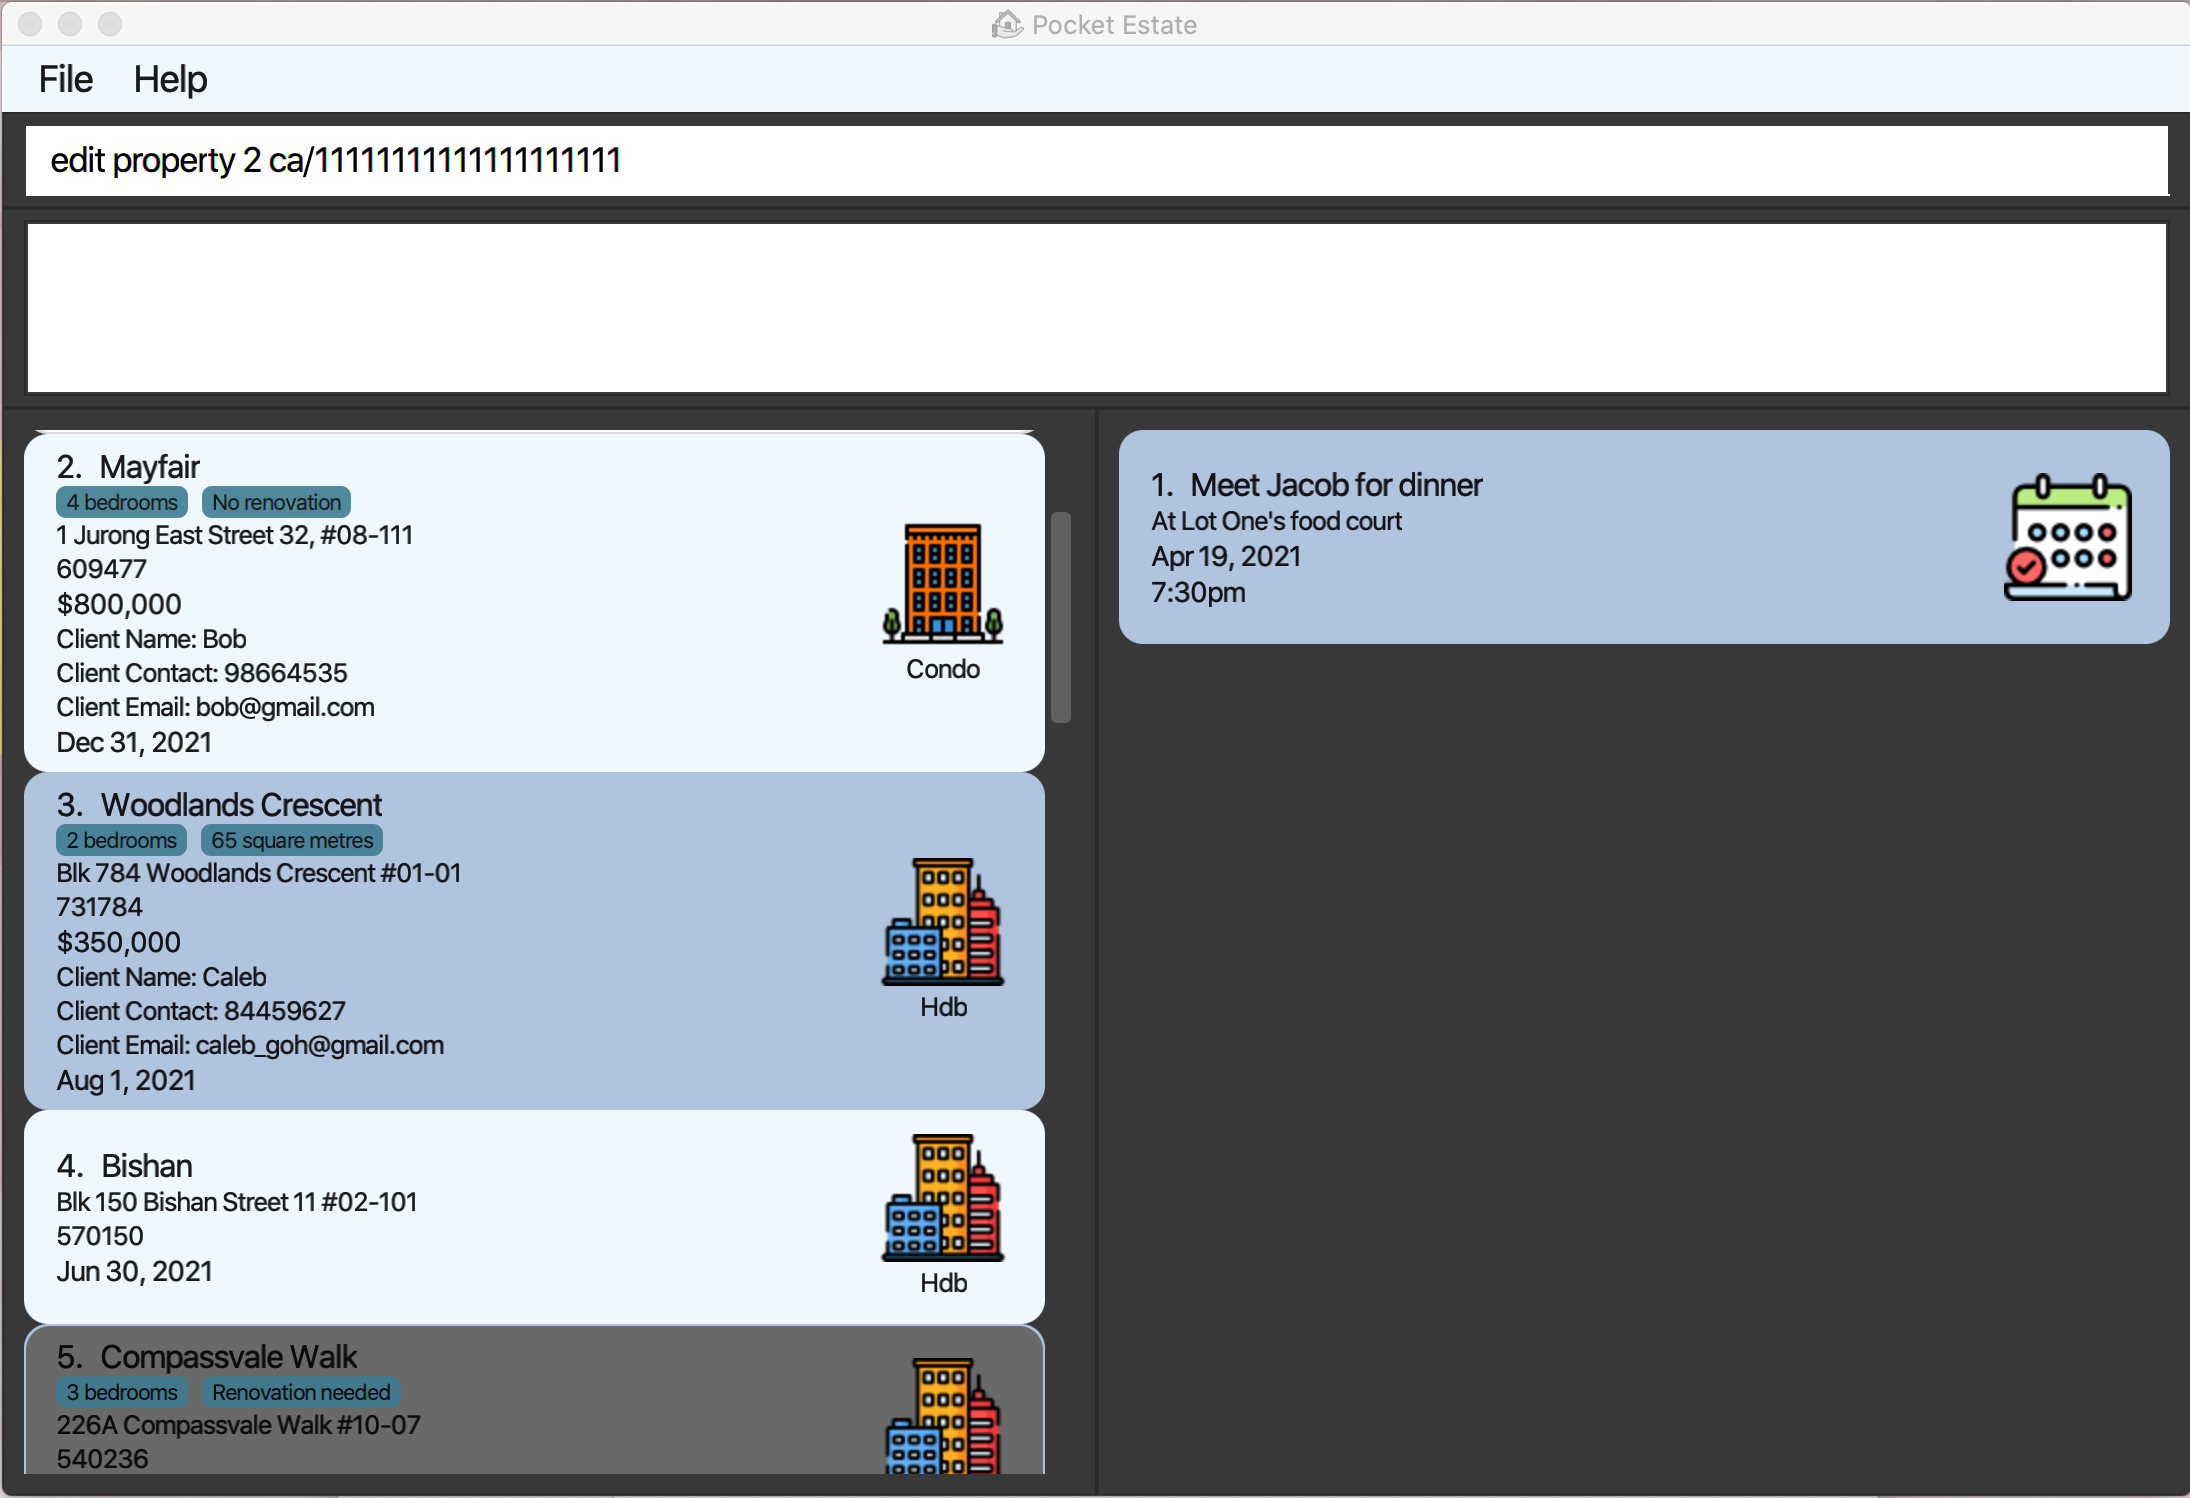 Pocket Estate
File Help
edit property 2 ca/11111111111111111111
2. Mayfair
4 bedrooms No renovation
1 Jurong East Street 32, #08-111
609477
$800,000
Client Name: Bob
Client Contact: 98664535
Client Email: bob@gmail.com
Dec 31, 2021
Condo
3. Woodlands Crescent
2 bedrooms 65 square metres
Blk 784 Woodlands Crescent #01-01
731784
$350,000
Client Name: Caleb
Client Contact: 84459627
Client Email: caleb_goh@gmail.com
Aug 1, 2021
Hdb
4. Bishan
Blk 150 Bishan Street 11 #02-101
570150
Jun 30, 2021
Hdb
5. Compassvale Walk
3 bedrooms Renovation needed
226A Compassvale Walk #10-07
540236
1. Meet Jacob for dinner
At Lot One's food court
Apr 19, 2021
7:30pm